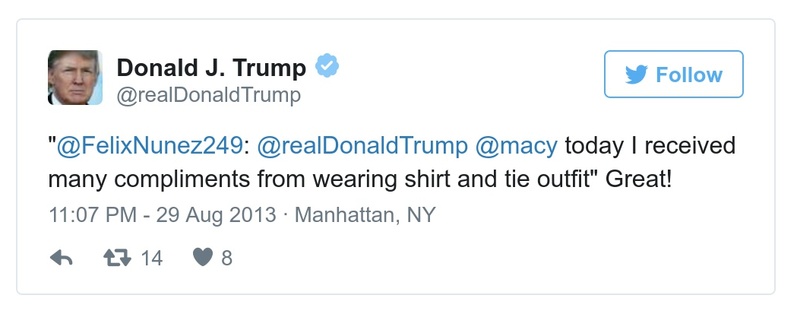 Donald J. Trump
@realDonaldTrump
Follow
"@FelixNunez249: @realDonaldTrump @macy today I received
many compliments from wearing shirt and tie outfit" Great!
11:07 PM - 29 Aug 2013 · Manhattan, NY
14 8